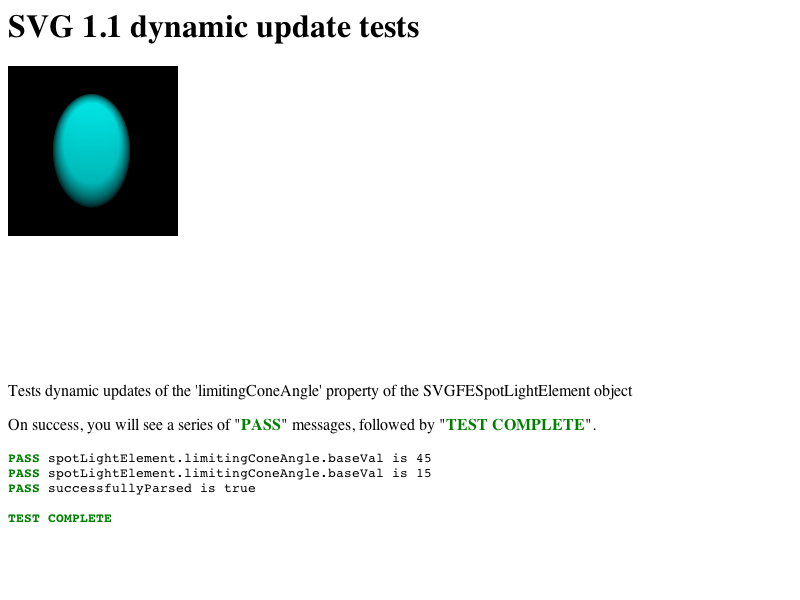 SVG 1.1 dynamic update tests
Tests dynamic updates of the 'limitingConeAngle' property of the SVGFESpotLightElement object
On success, you will see a series of "PASS" messages, followed by "TEST COMPLETE".
PASS spotLightElement.limitingConeAngle.baseVal is 45
PASS spotLightElement.limitingConeAngle.baseVal is 15
PASS successfullyParsed is true
TEST COMPLETE